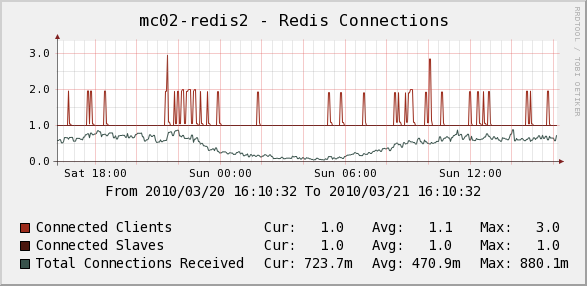 mc02-redis2 - Redis Connections
RRDTOOL / TOBI OETIKER
3.0
2.0
1.0
0.0
Sat 18:00 Sun 00:00 Sun 06:00 Sun 12:00
From 2010/03/20 16:10:32 To 2010/03/21 16:10:32
Connected Clients Cur: 1.0 Avg: 1.1 Max: 3.0
Connected Slaves Cur: 1.0 Avg: 1.0 Max: 1.0
Total Connections Received Cur: 723.7m Avg: 470.9m Max: 880.1m